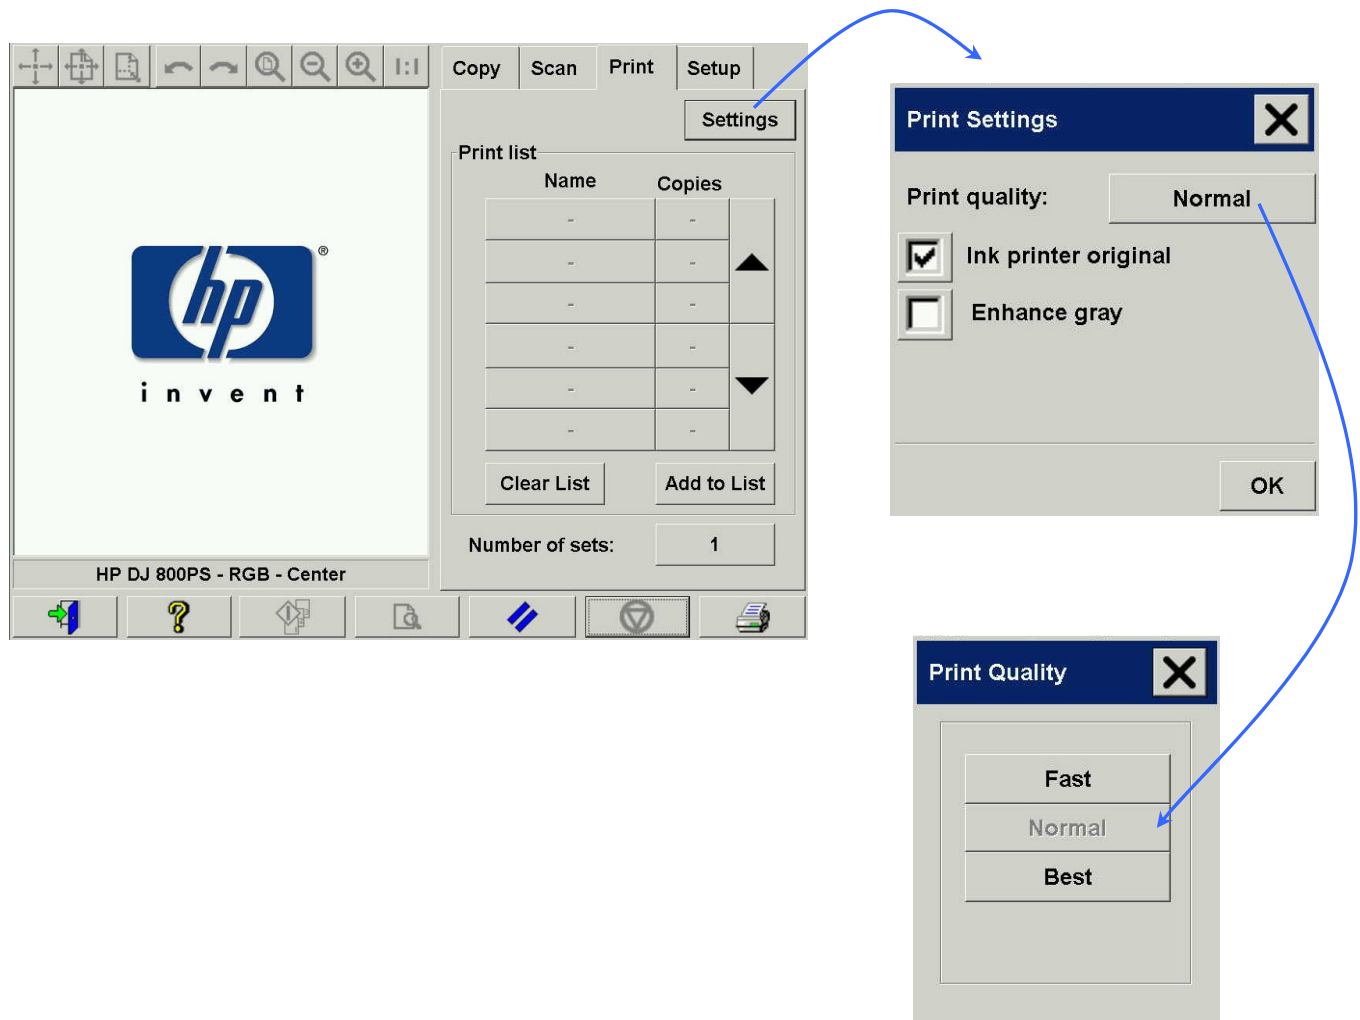 1:1
Copy
Scan
Print
Setup
Settings
Print list
Name
Copies
-
-
-
-
-
-
-
-
-
-
-
-
Clear List
Add to List
Number of sets:
1
hp
®
invent
HP DJ 800PS - RGB - Center
Print Settings
Print quality:
Normal
Ink printer original
Enhance gray
OK
Print Quality
Fast
Normal
Best